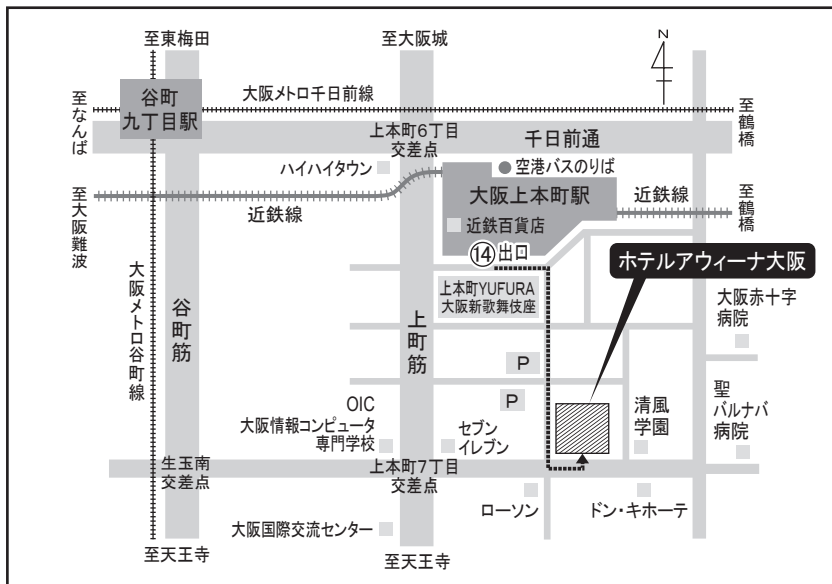 至東梅田
至大阪城
N
谷町
九丁目駅
大阪メトロ千日前線
至なんば
至鶴橋
上本町6丁目
交差点
千日前通
ハイハイタウン
空港バスのりば
大阪上本町駅
近鉄線
近鉄線
至大阪難波
至鶴橋
近鉄百貨店
⑭出口
ホテルアウィーナ大阪
上本町YUFURA
大阪新歌舞伎座
大阪赤十字
病院
大阪メトロ谷町線
谷町筋
上町筋
P
P
OIC
大阪情報コンピュータ
専門学校
セブン
イレブン
清風
学園
聖
バルナバ
病院
生玉南
交差点
上本町7丁目
交差点
ローソン
ドン・キホーテ
大阪国際交流センター
至天王寺
至天王寺